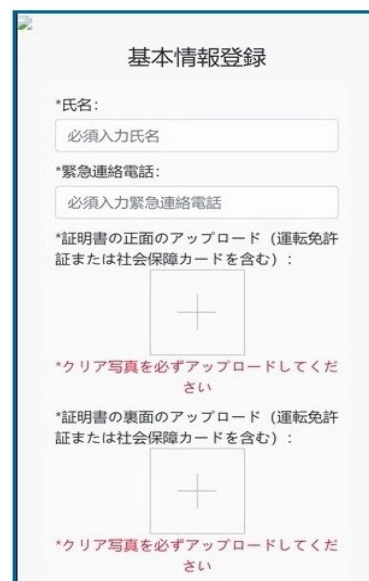 基本情報登録
*氏名:
必須入力氏名
*緊急連絡電話:
必須入力緊急連絡電話
*証明書の正面のアップロード（運転免許
証または社会保障カードを含む）:
*クリア写真を必ずアップロードしてくだ
さい
*証明書の裏面のアップロード（運転免許
証または社会保障カードを含む）:
*クリア写真を必ずアップロードしてくだ
さい